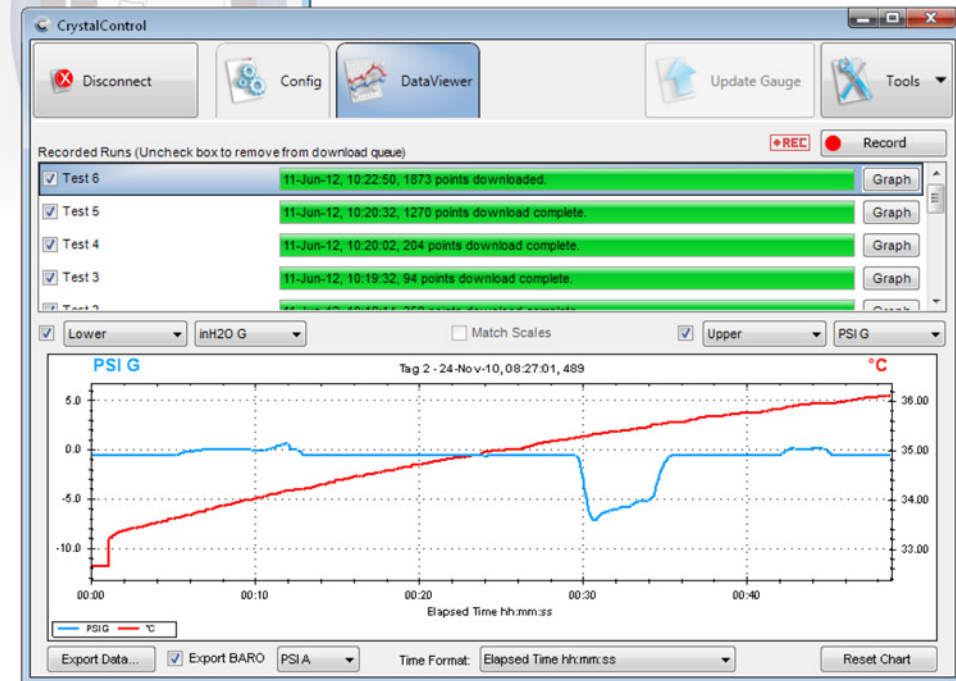 CrystalControl
Disconnect Config DataViewer Update Gauge Tools
Recorded Runs (Uncheck box to remove from download queue) REC Record
Test 6 11-Jun-12, 10:22:50, 1873 points downloaded. Graph
Test 5 11-Jun-12, 10:20:32, 1270 points download complete. Graph
Test 4 11-Jun-12, 10:20:02, 204 points download complete. Graph
Test 3 11-Jun-12, 10:19:32, 94 points download complete. Graph
Lower inH2O G Match Scales Upper PSI G
PSI G Tag 2 - 24-Nov-10, 08:27:01, 489 °C
5.0 36.00
0.0 35.00
-5.0 34.00
-10.0 33.00
00:00 00:10 00:20 00:30 00:40
Elapsed Time hh:mm:ss
PSI G °C
Export Data... Export BARO PSI A Time Format: Elapsed Time hh:mm:ss Reset Chart